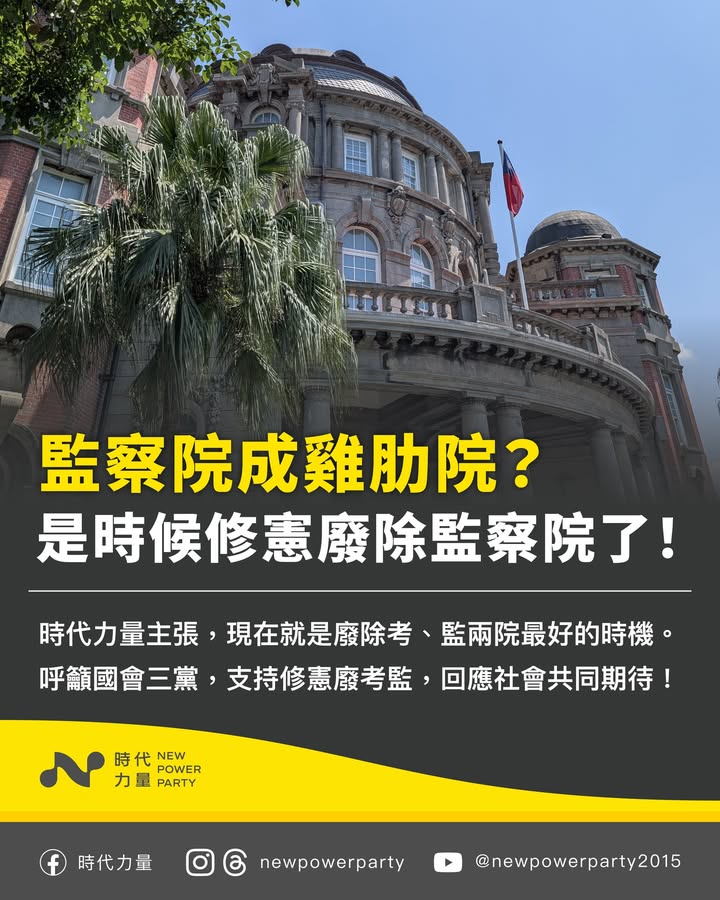 監察院成雞肋院？
是時候修憲廢除監察院了！
時代力量主張，現在就是廢除考、監兩院最好的時機。
呼籲國會三黨，支持修憲廢考監，回應社會共同期待！
時代力量
NEW POWER PARTY
時代力量
newpowerparty
@newpowerparty2015